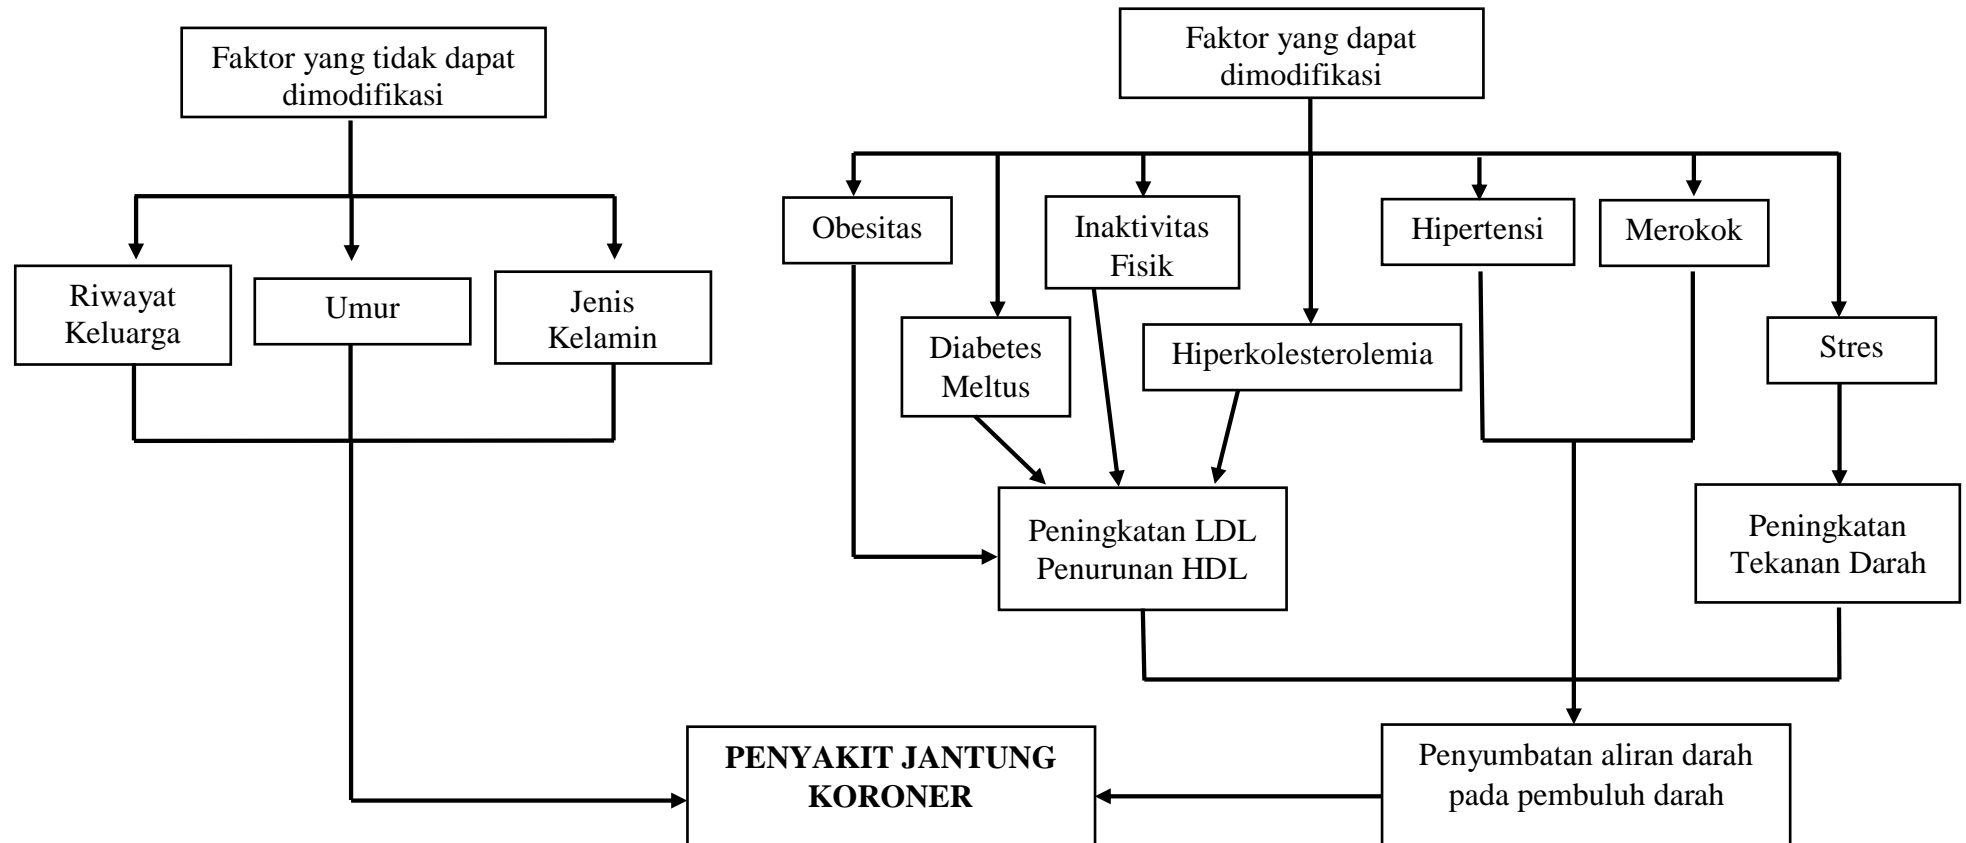 Faktor yang tidak dapat
dimodifikasi
Faktor yang dapat
dimodifikasi
Obesitas
Inaktivitas
Fisik
Hipertensi
Merokok
Riwayat
Keluarga
Umur
Jenis
Kelamin
Diabetes
Meltus
Hiperkolesterolemia
Stres
Peningkatan LDL
Penurunan HDL
Peningkatan
Tekanan Darah
PENYAKIT JANTUNG
KORONER
Penyumbatan aliran darah
pada pembuluh darah